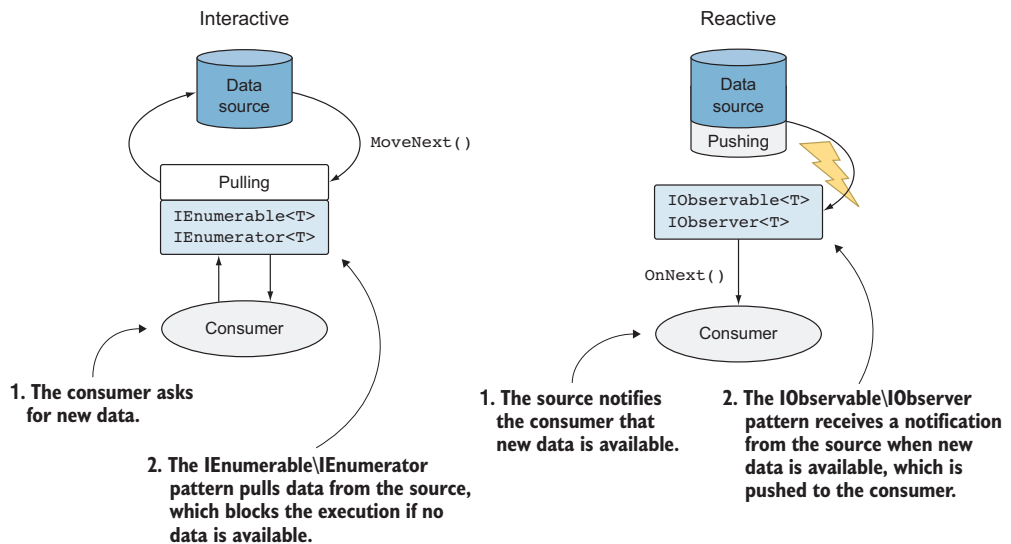 Interactive
Data
source
MoveNext()
Pulling
IEnumerable<T>
IEnumerator<T>
Consumer
1. The consumer asks
for new data.
2. The IEnumerable\IEnumerator
pattern pulls data from the source,
which blocks the execution if no
data is available.
Reactive
Data
source
Pushing
IObservable<T>
IObserver<T>
OnNext()
Consumer
1. The source notifies
the consumer that
new data is available.
2. The IObservable\IObserver
pattern receives a notification
from the source when new
data is available, which is
pushed to the consumer.